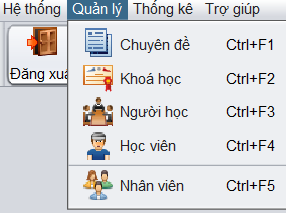 Hệ thống Quản lý Thống kê Trợ giúp
Chuyên đề Ctrl+F1
Khoá học Ctrl+F2
Đăng xuấ
Người học Ctrl+F3
Học viên Ctrl+F4
Nhân viên Ctrl+F5